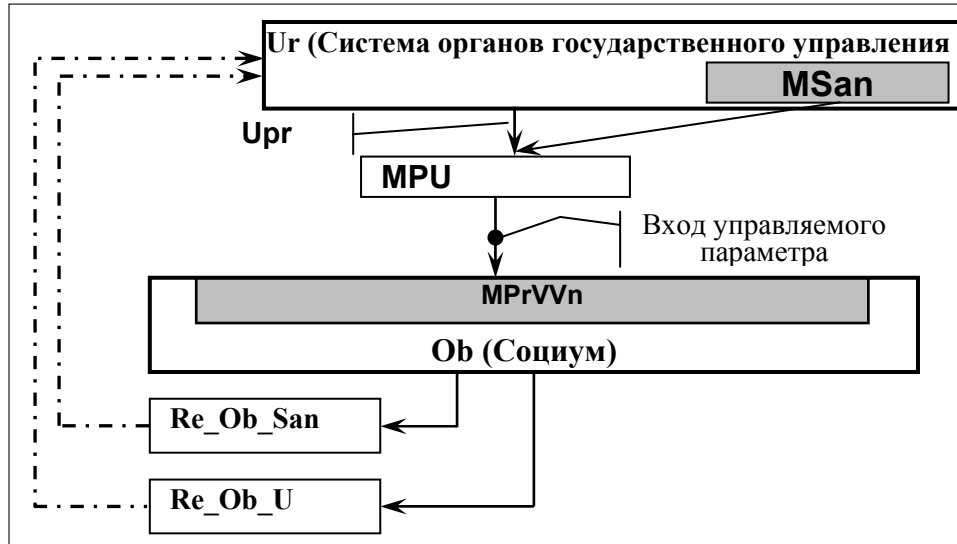 Ur (Система органов государственного управления
MSan
Upr
MPU
Вход управляемого
параметра
MPrVVn
Ob (Социум)
Re_Ob_San
Re_Ob_U